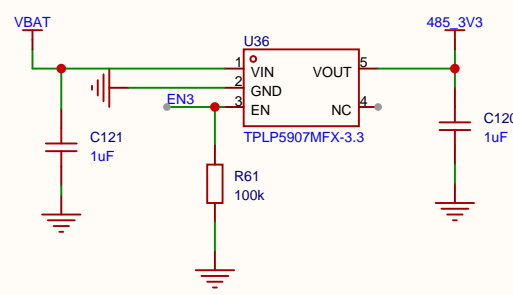 VBAT
485_3V3
U36
1
VIN
VOUT
5
2
GND
EN3
3
EN
NC
4
TPLP5907MFX-3.3
C121
1uF
C120
1uF
R61
100k